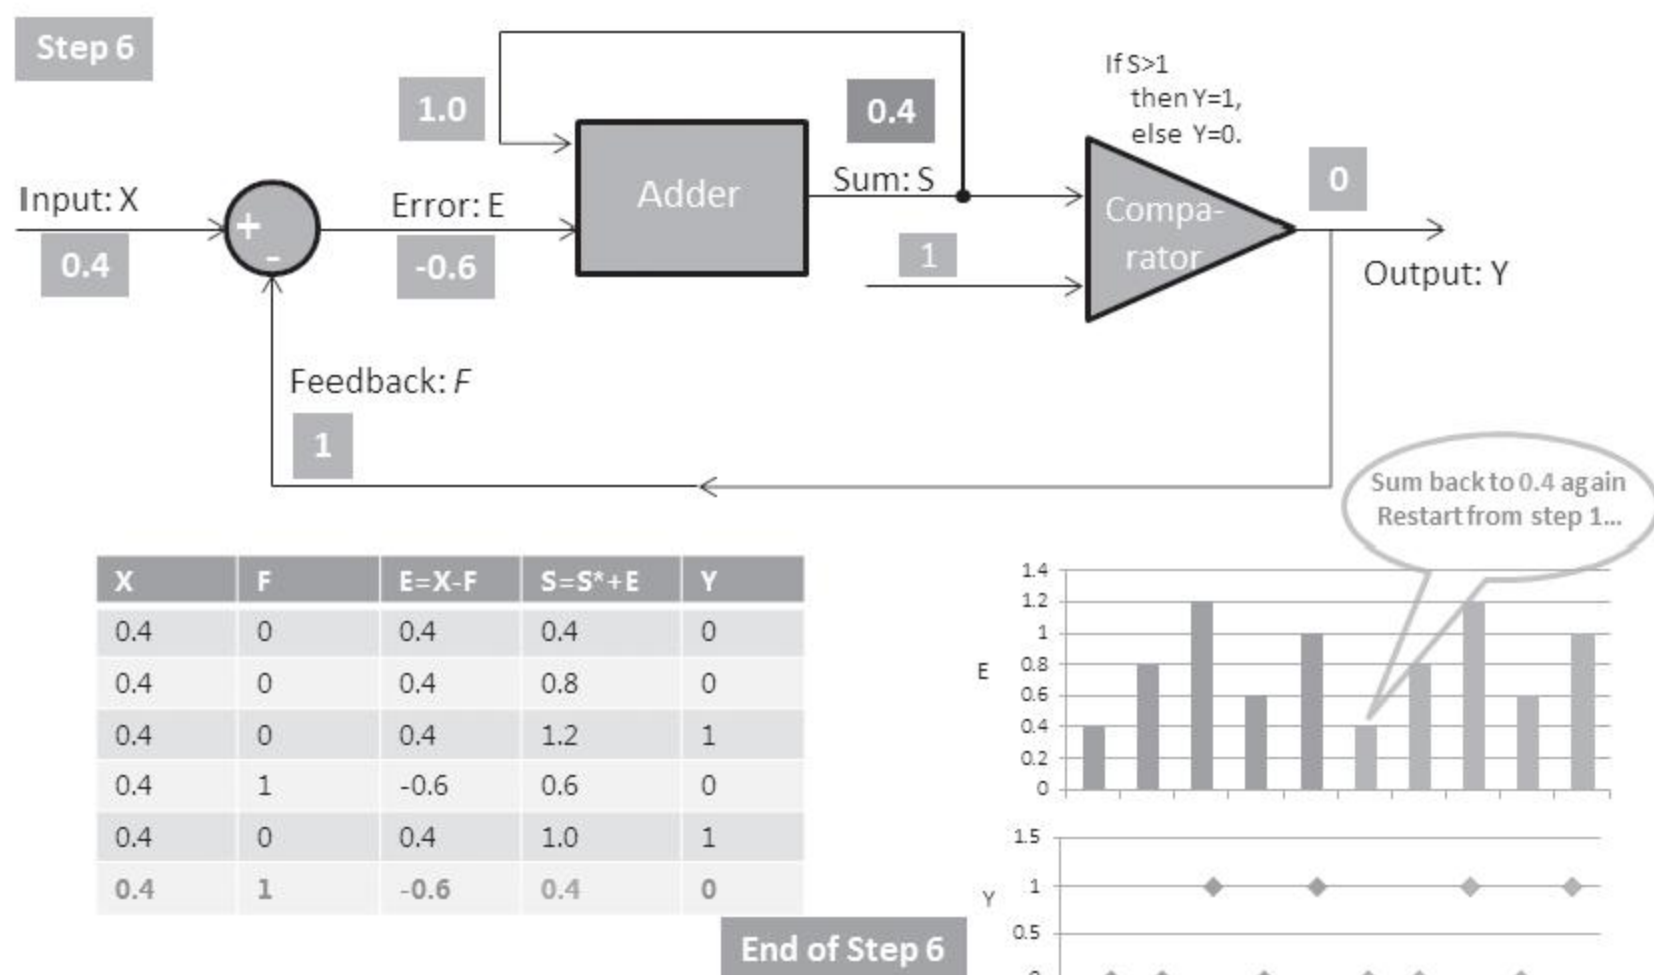 Step 6
If S>1
then Y=1,
else Y=0.
1.0
0.4
0
Input: X
Error: E
Adder
Sum: S
+
-
Compa-
rator
0.4
-0.6
1
Output: Y
Feedback: F
1
Sum back to 0.4 again
Restart from step 1...
X F E=X-F S=S*+E Y
0.4 0 0.4 0.4 0
0.4 0 0.4 0.8 0
0.4 0 0.4 1.2 1
0.4 1 -0.6 0.6 0
0.4 0 0.4 1.0 1
0.4 1 -0.6 0.4 0
End of Step 6
1.4
1.2
1
0.8
0.6
0.4
0.2
0
E
1.5
1
0.5
Y